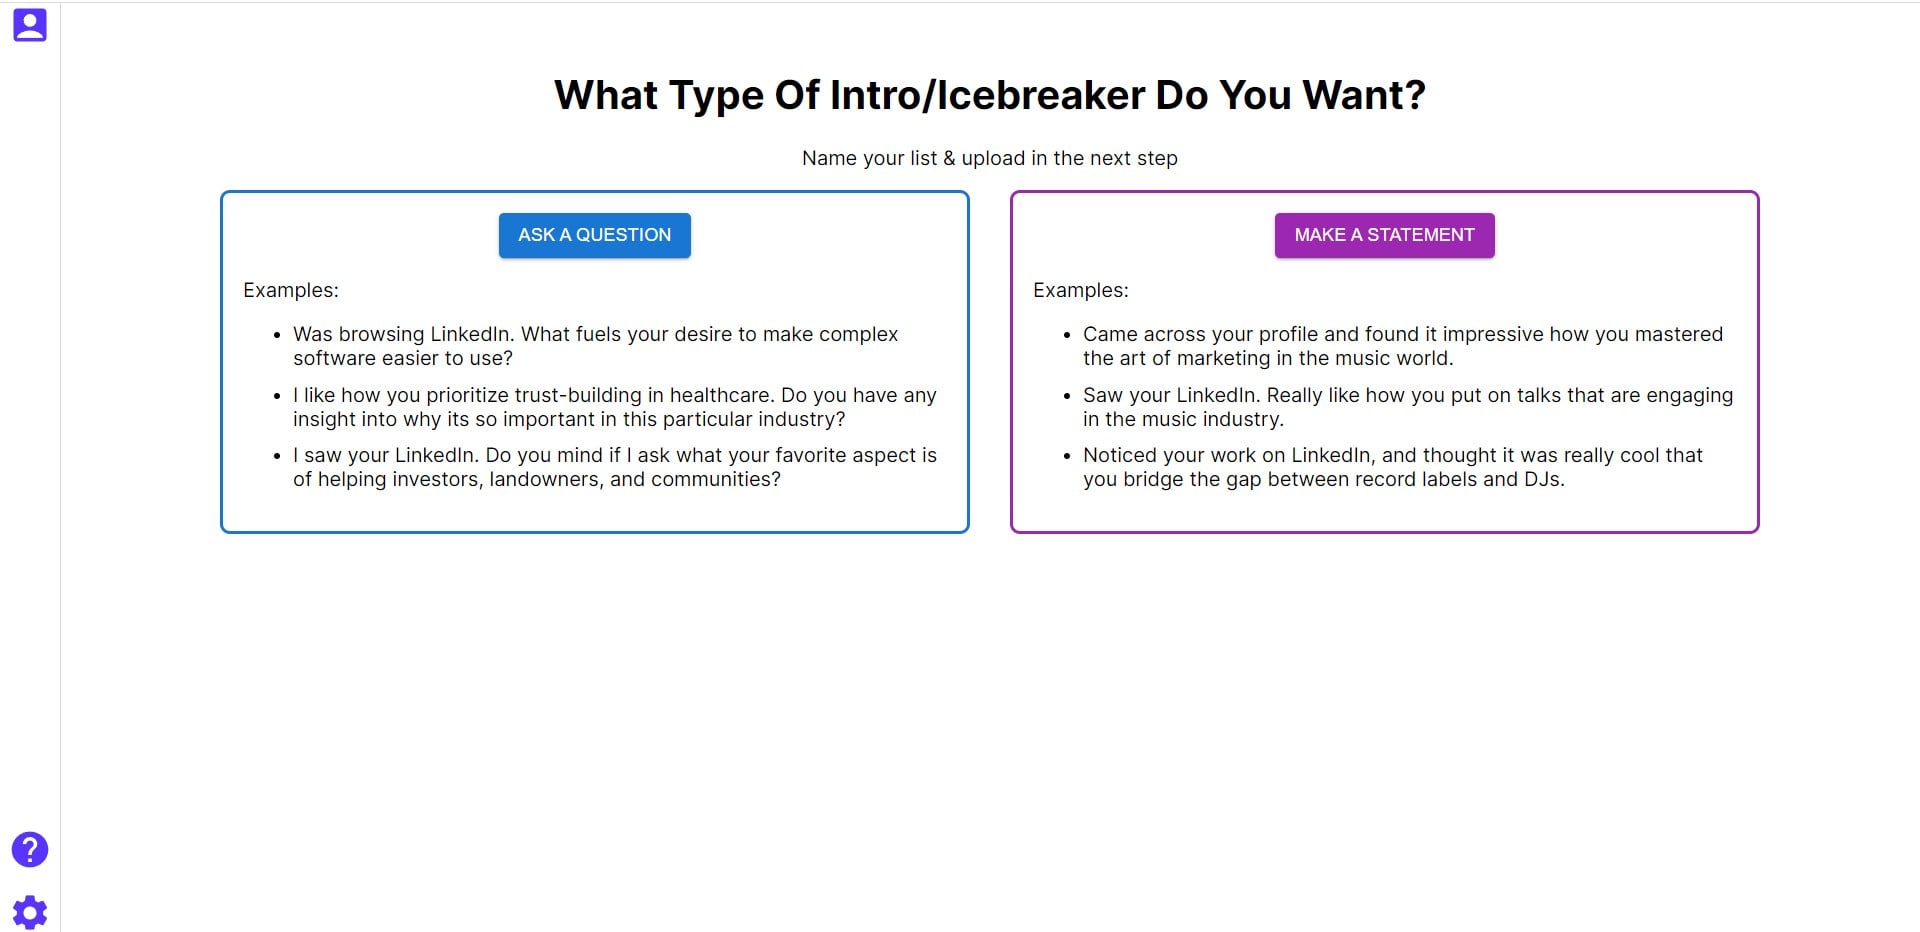 What Type Of Intro/Icebreaker Do You Want?
Name your list & upload in the next step
ASK A QUESTION
Examples:
• Was browsing LinkedIn. What fuels your desire to make complex
software easier to use?
• I like how you prioritize trust-building in healthcare. Do you have any
insight into why its so important in this particular industry?
• I saw your LinkedIn. Do you mind if I ask what your favorite aspect is
of helping investors, landowners, and communities?
MAKE A STATEMENT
Examples:
• Came across your profile and found it impressive how you mastered
the art of marketing in the music world.
• Saw your LinkedIn. Really like how you put on talks that are engaging
in the music industry.
• Noticed your work on LinkedIn, and thought it was really cool that
you bridge the gap between record labels and DJs.
?